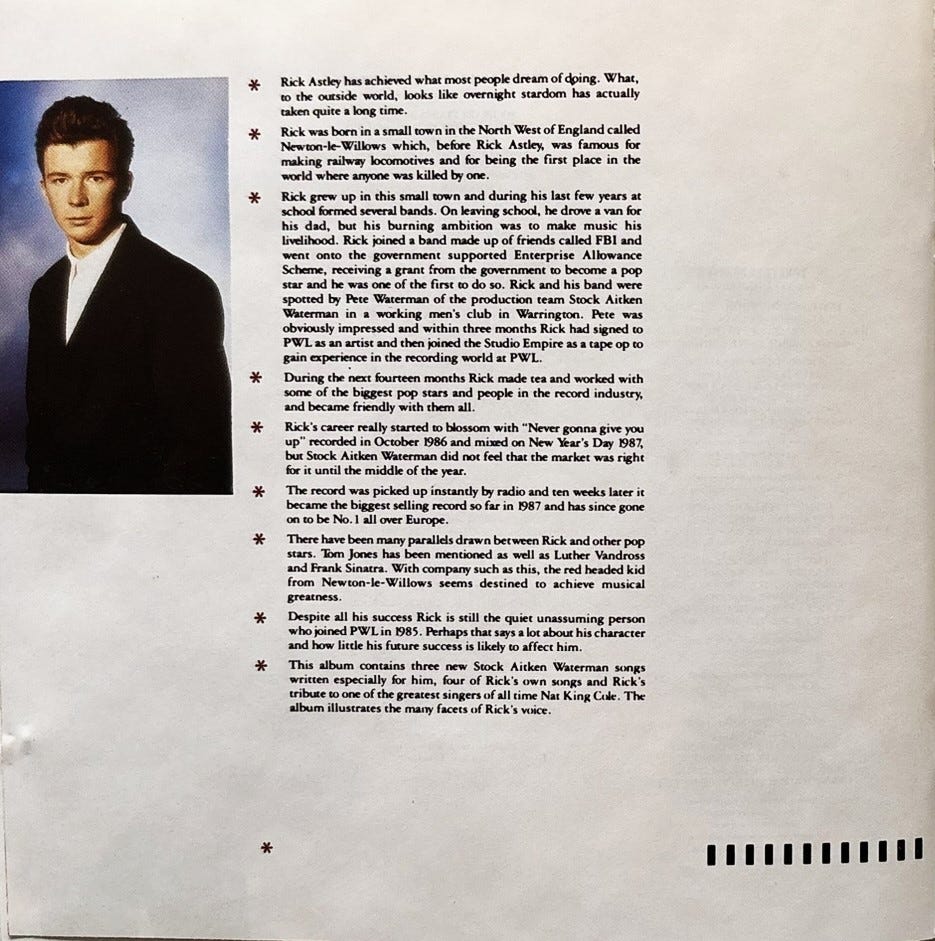 * Rick Astley has achieved what most people dream of doing. What,
to the outside world, looks like overnight stardom has actually
taken quite a long time.
* Rick was born in a small town in the North West of England called
Newton-le-Willows which, before Rick Astley, was famous for
making railway locomotives and for being the first place in the
world where anyone was killed by one.
* Rick grew up in this small town and during his last few years at
school formed several bands. On leaving school, he drove a van for
his dad, but his burning ambition was to make music his
livelihood. Rick joined a band made up of friends called FBI and
went onto the government supported Enterprise Allowance
Scheme, receiving a grant from the government to become a pop
star and he was one of the first to do so. Rick and his band were
spotted by Pete Waterman of the production team Stock Aitken
Waterman in a working men's club in Warrington. Pete was
obviously impressed and within three months Rick had signed to
PWL as an artist and then joined the Studio Empire as a tape op to
gain experience in the recording world at PWL.
* During the next fourteen months Rick made tea and worked with
some of the biggest pop stars and people in the record industry,
and became friendly with them all.
* Rick's career really started to blossom with "Never gonna give you
up" recorded in October 1986 and mixed on New Year's Day 1987,
but Stock Aitken Waterman did not feel that the market was right
for it until the middle of the year.
* The record was picked up instantly by radio and ten weeks later it
became the biggest selling record so far in 1987 and has since gone
on to be No. 1 all over Europe.
* There have been many parallels drawn between Rick and other pop
stars. Tom Jones has been mentioned as well as Luther Vandross
and Frank Sinatra. With company such as this, the red headed kid
from Newton-le-Willows seems destined to achieve musical
greatness.
* Despite all his success Rick is still the quiet unassuming person
who joined PWL in 1985. Perhaps that says a lot about his character
and how little his future success is likely to affect him.
* This album contains three new Stock Aitken Waterman songs
written especially for him, four of Rick's own songs and Rick's
tribute to one of the greatest singers of all time Nat King Cole. The
album illustrates the many facets of Rick's voice.
*